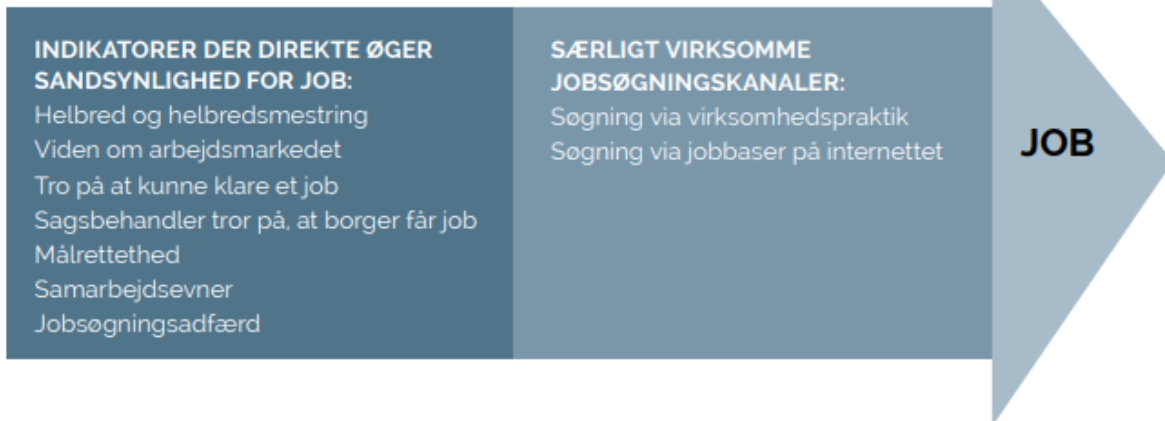 INDIKATORER DER DIREKTE ØGER
SANDSYNLIGHED FOR JOB:
Helbred og helbredsmestring
Viden om arbejdsmarkedet
Tro på at kunne klare et job
Sagsbehandler tror på, at borger får job
Målrettethed
Samarbejdsevner
Jobsøgningsadfærd
SÆRLIGT VIRKSOMME
JOBSØGNINGSKANALER:
Søgning via virksomhedspraktik
Søgning via jobbaser på internettet
JOB